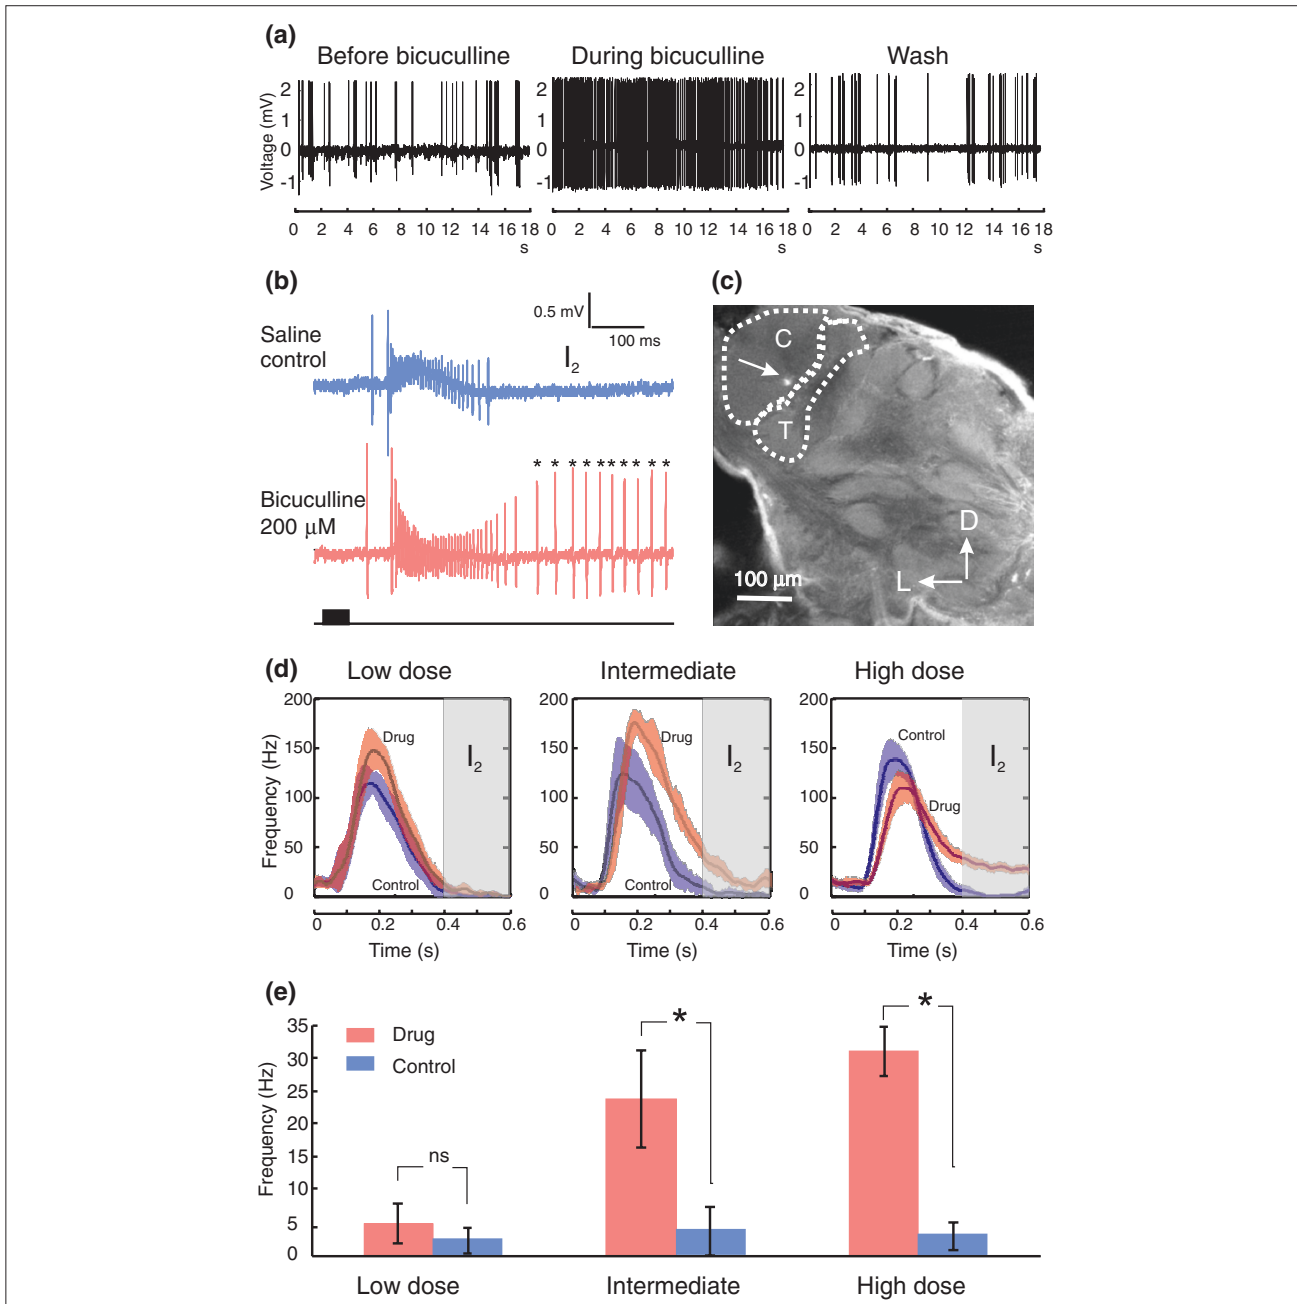 (a)
Before bicuculline
During bicuculline
Wash
Voltage (mV)
2
1
0
-1
2
1
0
-1
2
1
0
-1
0 2 4 6 8 10 12 14 16 18
s
0 2 4 6 8 10 12 14 16 18
s
0 2 4 6 8 10 12 14 16 18
s
(b)
Saline
control
0.5 mV
100 ms
I2
Bicuculline
200 µM
* * * * * * * * * *
(c)
C
T
D
L
100 µm
(d)
Low dose
Intermediate
High dose
Frequency (Hz)
200
150
100
50
0
Drug
Control
I2
0 0.2 0.4 0.6
Time (s)
200
150
100
50
0
Drug
Control
I2
0 0.2 0.4 0.6
Time (s)
200
150
100
50
0
Control
Drug
I2
0 0.2 0.4 0.6
Time (s)
(e)
Frequency (Hz)
35
30
25
20
15
10
5
0
Drug
Control
ns
*
*
Low dose
Intermediate
High dose